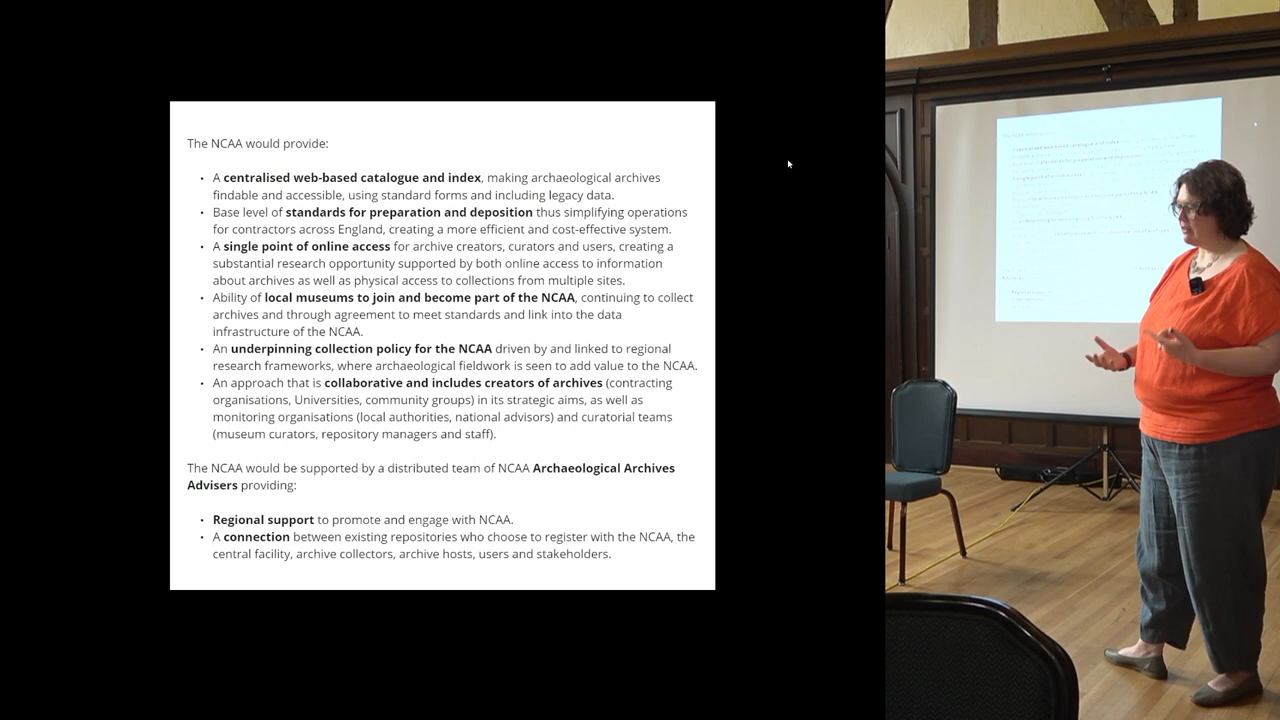 The NCAA would provide:
• A centralised web-based catalogue and index, making archaeological archives
findable and accessible, using standard forms and including legacy data.
• Base level of standards for preparation and deposition thus simplifying operations
for contractors across England, creating a more efficient and cost-effective system.
• A single point of online access for archive creators, curators and users, creating a
substantial research opportunity supported by both online access to information
about archives as well as physical access to collections from multiple sites.
• Ability of local museums to join and become part of the NCAA, continuing to collect
archives and through agreement to meet standards and link into the data
infrastructure of the NCAA.
• An underpinning collection policy for the NCAA driven by and linked to regional
research frameworks, where archaeological fieldwork is seen to add value to the NCAA.
• An approach that is collaborative and includes creators of archives (contracting
organisations, Universities, community groups) in its strategic aims, as well as
monitoring organisations (local authorities, national advisors) and curatorial teams
(museum curators, repository managers and staff).
The NCAA would be supported by a distributed team of NCAA Archaeological Archives
Advisers providing:
• Regional support to promote and engage with NCAA.
• A connection between existing repositories who choose to register with the NCAA, the
central facility, archive collectors, archive hosts, users and stakeholders.